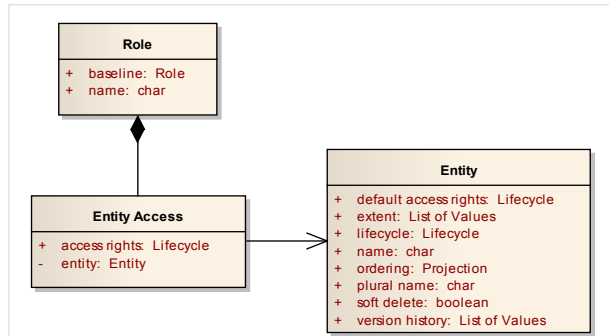 Role
+ baseline: Role
+ name: char
Entity Access
+ access rights: Lifecycle
- entity: Entity
Entity
+ default access rights: Lifecycle
+ extent: List of Values
+ lifecycle: Lifecycle
+ name: char
+ ordering: Projection
+ plural name: char
+ soft delete: boolean
+ version history: List of Values